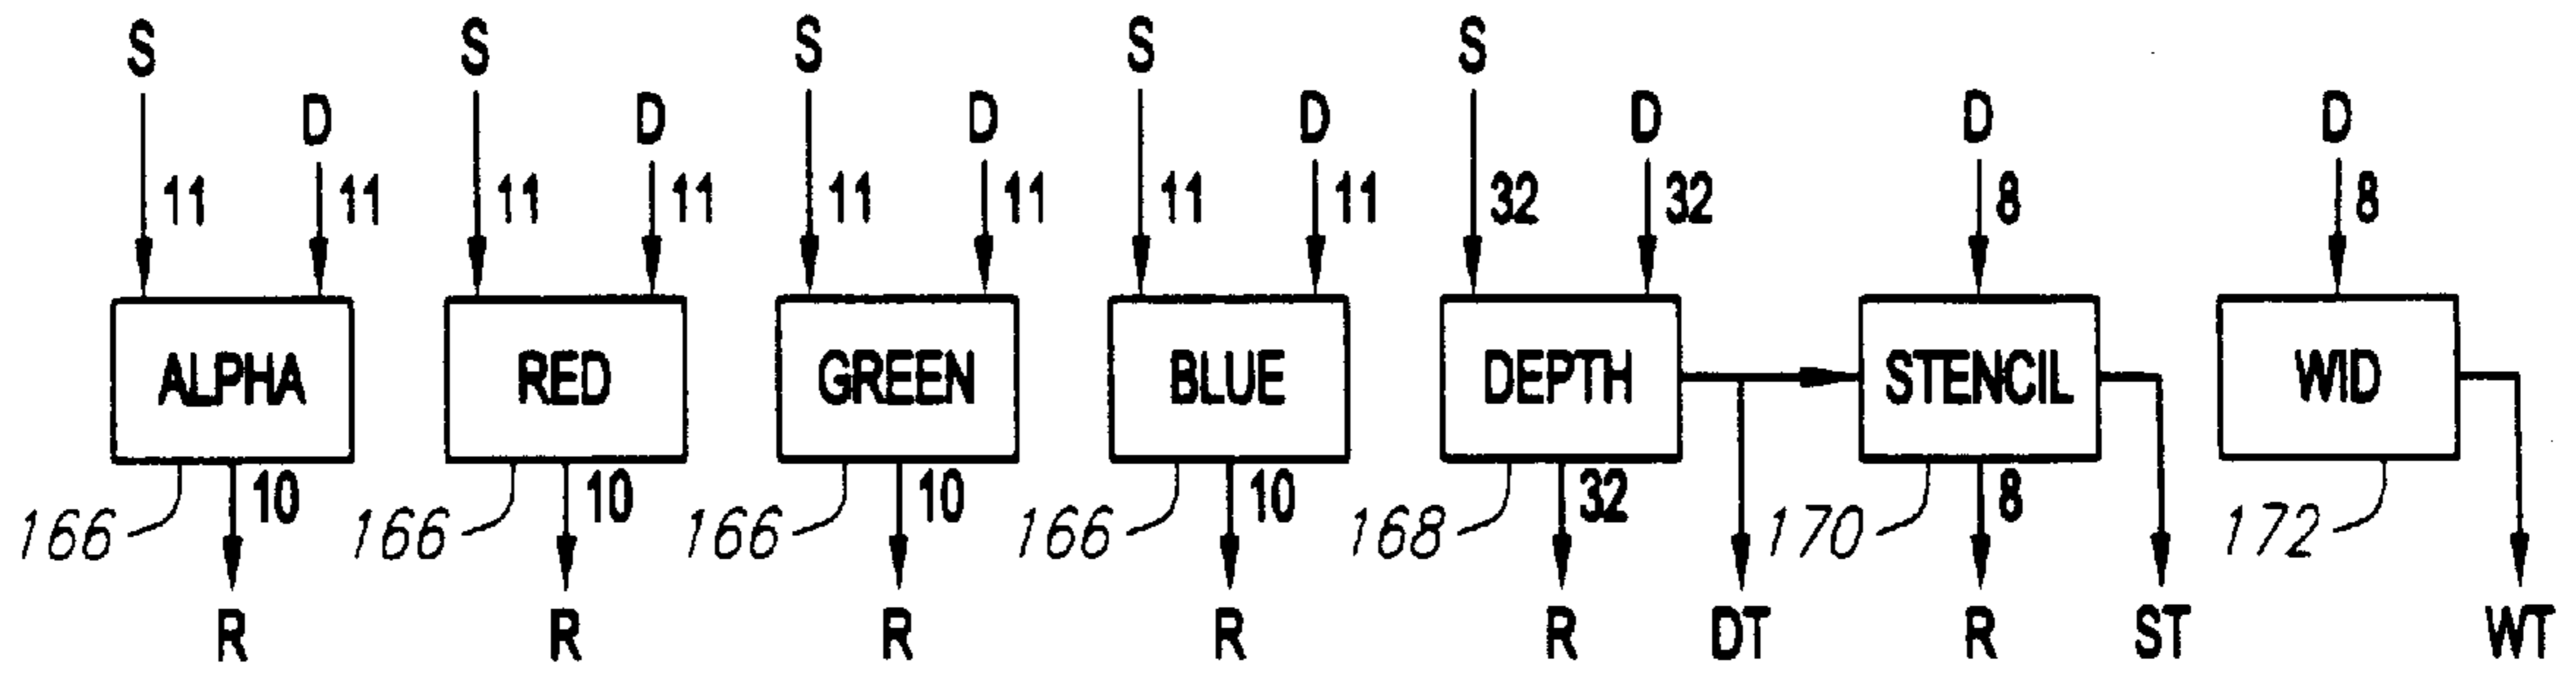 S S S S S
D D D D D D D
11 11 11 11 11 11 11 11 32 32 8 8
ALPHA RED GREEN BLUE DEPTH STENCIL WID
10 10 10 10 32 8
166 166 166 166 168 170 172
R R R R R DT R ST WT